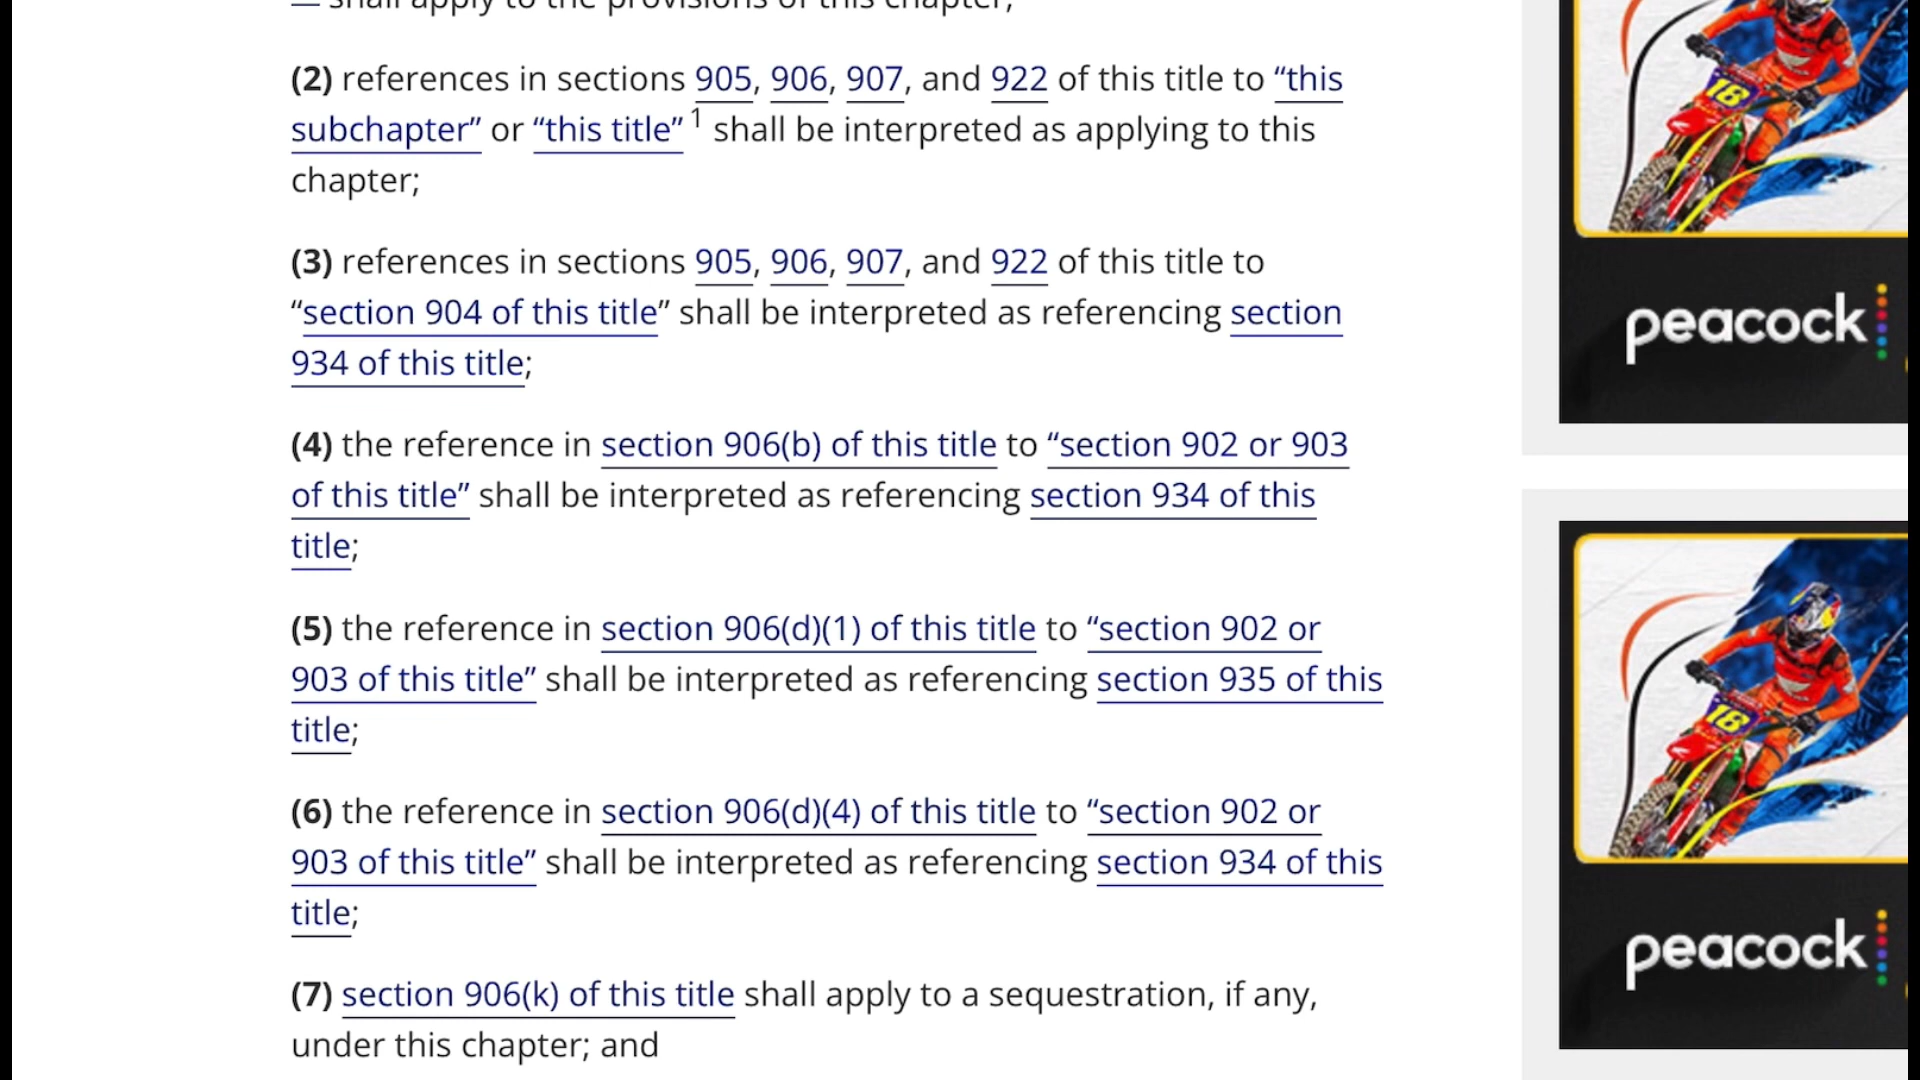 shall apply to the provisions of this chapter;
(2) references in sections 905, 906, 907, and 922 of this title to “this
subchapter” or “this title” 1 shall be interpreted as applying to this
chapter;
(3) references in sections 905, 906, 907, and 922 of this title to
“section 904 of this title” shall be interpreted as referencing section
934 of this title;
(4) the reference in section 906(b) of this title to “section 902 or 903
of this title” shall be interpreted as referencing section 934 of this
title;
(5) the reference in section 906(d)(1) of this title to “section 902 or
903 of this title” shall be interpreted as referencing section 935 of this
title;
(6) the reference in section 906(d)(4) of this title to “section 902 or
903 of this title” shall be interpreted as referencing section 934 of this
title;
(7) section 906(k) of this title shall apply to a sequestration, if any,
under this chapter; and
18
peacock
18
peacock